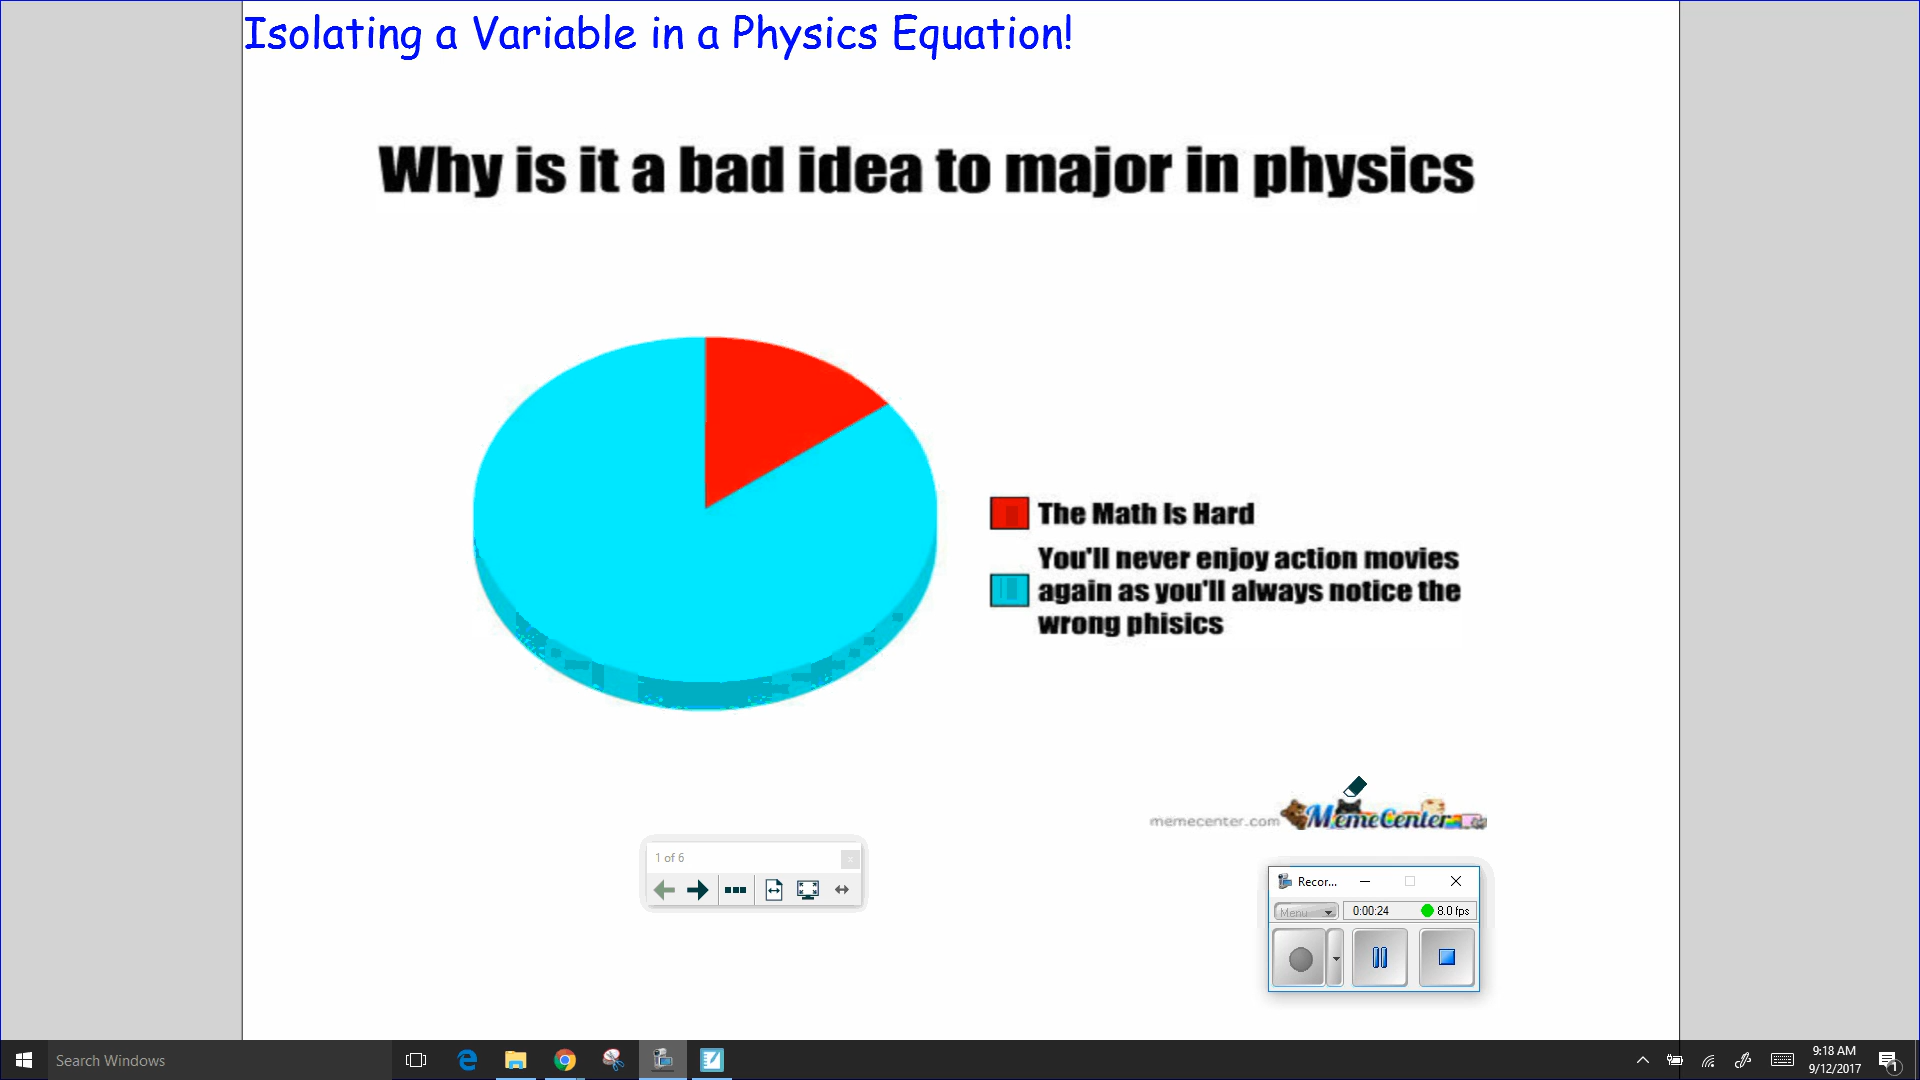 Isolating a Variable in a Physics Equation!
Why is it a bad idea to major in physics
The Math Is Hard
You'll never enjoy action movies
again as you'll always notice the
wrong phisics
memecenter.com MemeCenter
1 of 6
Recor...
Menu 0:00:24 8.0 fps
Search Windows
9:18 AM
9/12/2017
1